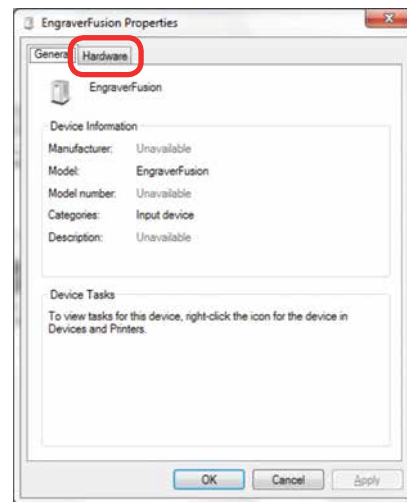 EngraverFusion Properties
General Hardware
EngraverFusion
Device Information
Manufacturer: Unavailable
Model: EngraverFusion
Model number: Unavailable
Categories: Input device
Description: Unavailable
Device Tasks
To view tasks for this device, right-click the icon for the device in
Devices and Printers.
OK Cancel Apply